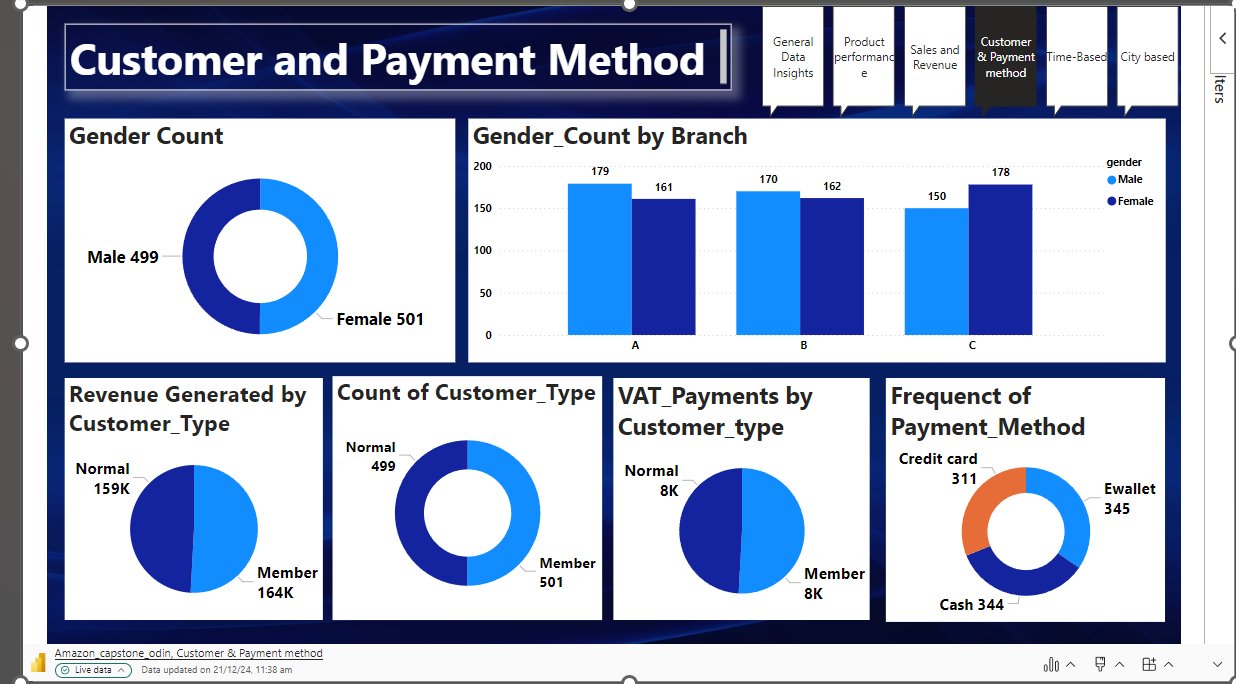 Customer and Payment Method
General
Data
Insights
Product
performanc
e
Sales and
Revenue
Customer
& Payment
method
Time-Based
City based
lters
Gender Count
Male 499
Female 501
Gender_Count by Branch
200
150
100
50
0
179
161
170
162
150
178
A
B
C
gender
Male
Female
Revenue Generated by
Customer_Type
Normal
159K
Member
164K
Count of Customer_Type
Normal
499
Member
501
VAT_Payments by
Customer_type
Normal
8K
Member
8K
Frequenct of
Payment_Method
Credit card
311
Ewallet
345
Cash 344
Amazon_capstone_odin, Customer & Payment method
Live data
Data updated on 21/12/24, 11:38 am